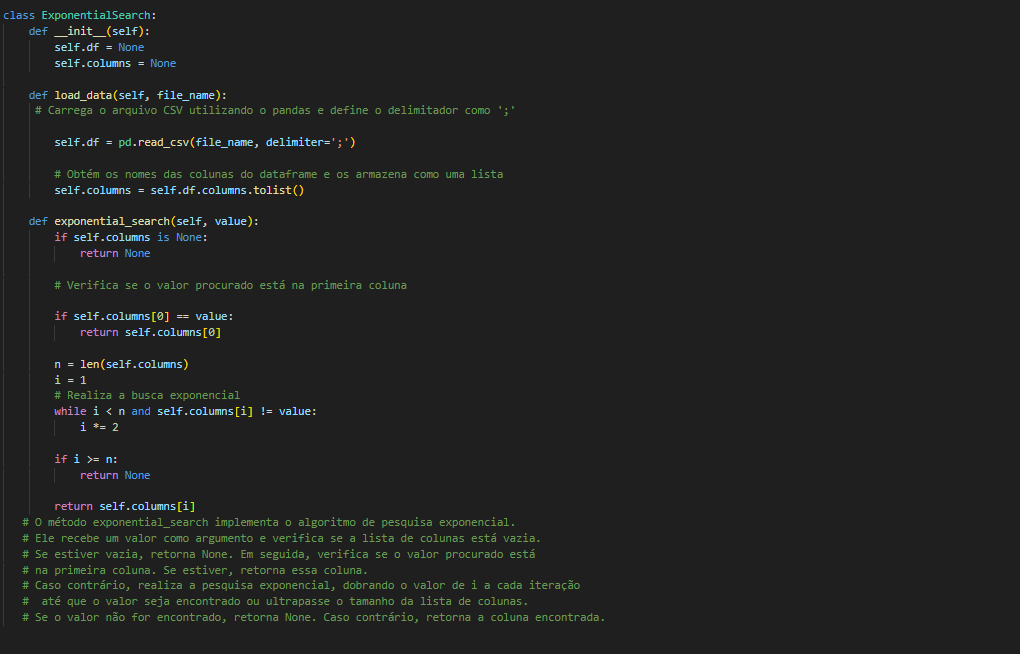 class ExponentialSearch:
    def __init__(self):
        self.df = None
        self.columns = None
    def load_data(self, file_name):
     # Carrega o arquivo CSV utilizando o pandas e define o delimitador como ';'
        self.df = pd.read_csv(file_name, delimiter=';')
        # Obtém os nomes das colunas do dataframe e os armazena como uma lista
        self.columns = self.df.columns.tolist()
    def exponential_search(self, value):
        if self.columns is None:
            return None
        # Verifica se o valor procurado está na primeira coluna
        if self.columns[0] == value:
            return self.columns[0]
        n = len(self.columns)
        i = 1
        # Realiza a busca exponencial
        while i < n and self.columns[i] != value:
            i *= 2
        if i >= n:
            return None
        return self.columns[i]
   # O método exponential_search implementa o algoritmo de pesquisa exponencial.
   # Ele recebe um valor como argumento e verifica se a lista de colunas está vazia.
   # Se estiver vazia, retorna None. Em seguida, verifica se o valor procurado está
   # na primeira coluna. Se estiver, retorna essa coluna.
   # Caso contrário, realiza a pesquisa exponencial, dobrando o valor de i a cada iteração
   #  até que o valor seja encontrado ou ultrapasse o tamanho da lista de colunas.
   # Se o valor não for encontrado, retorna None. Caso contrário, retorna a coluna encontrada.